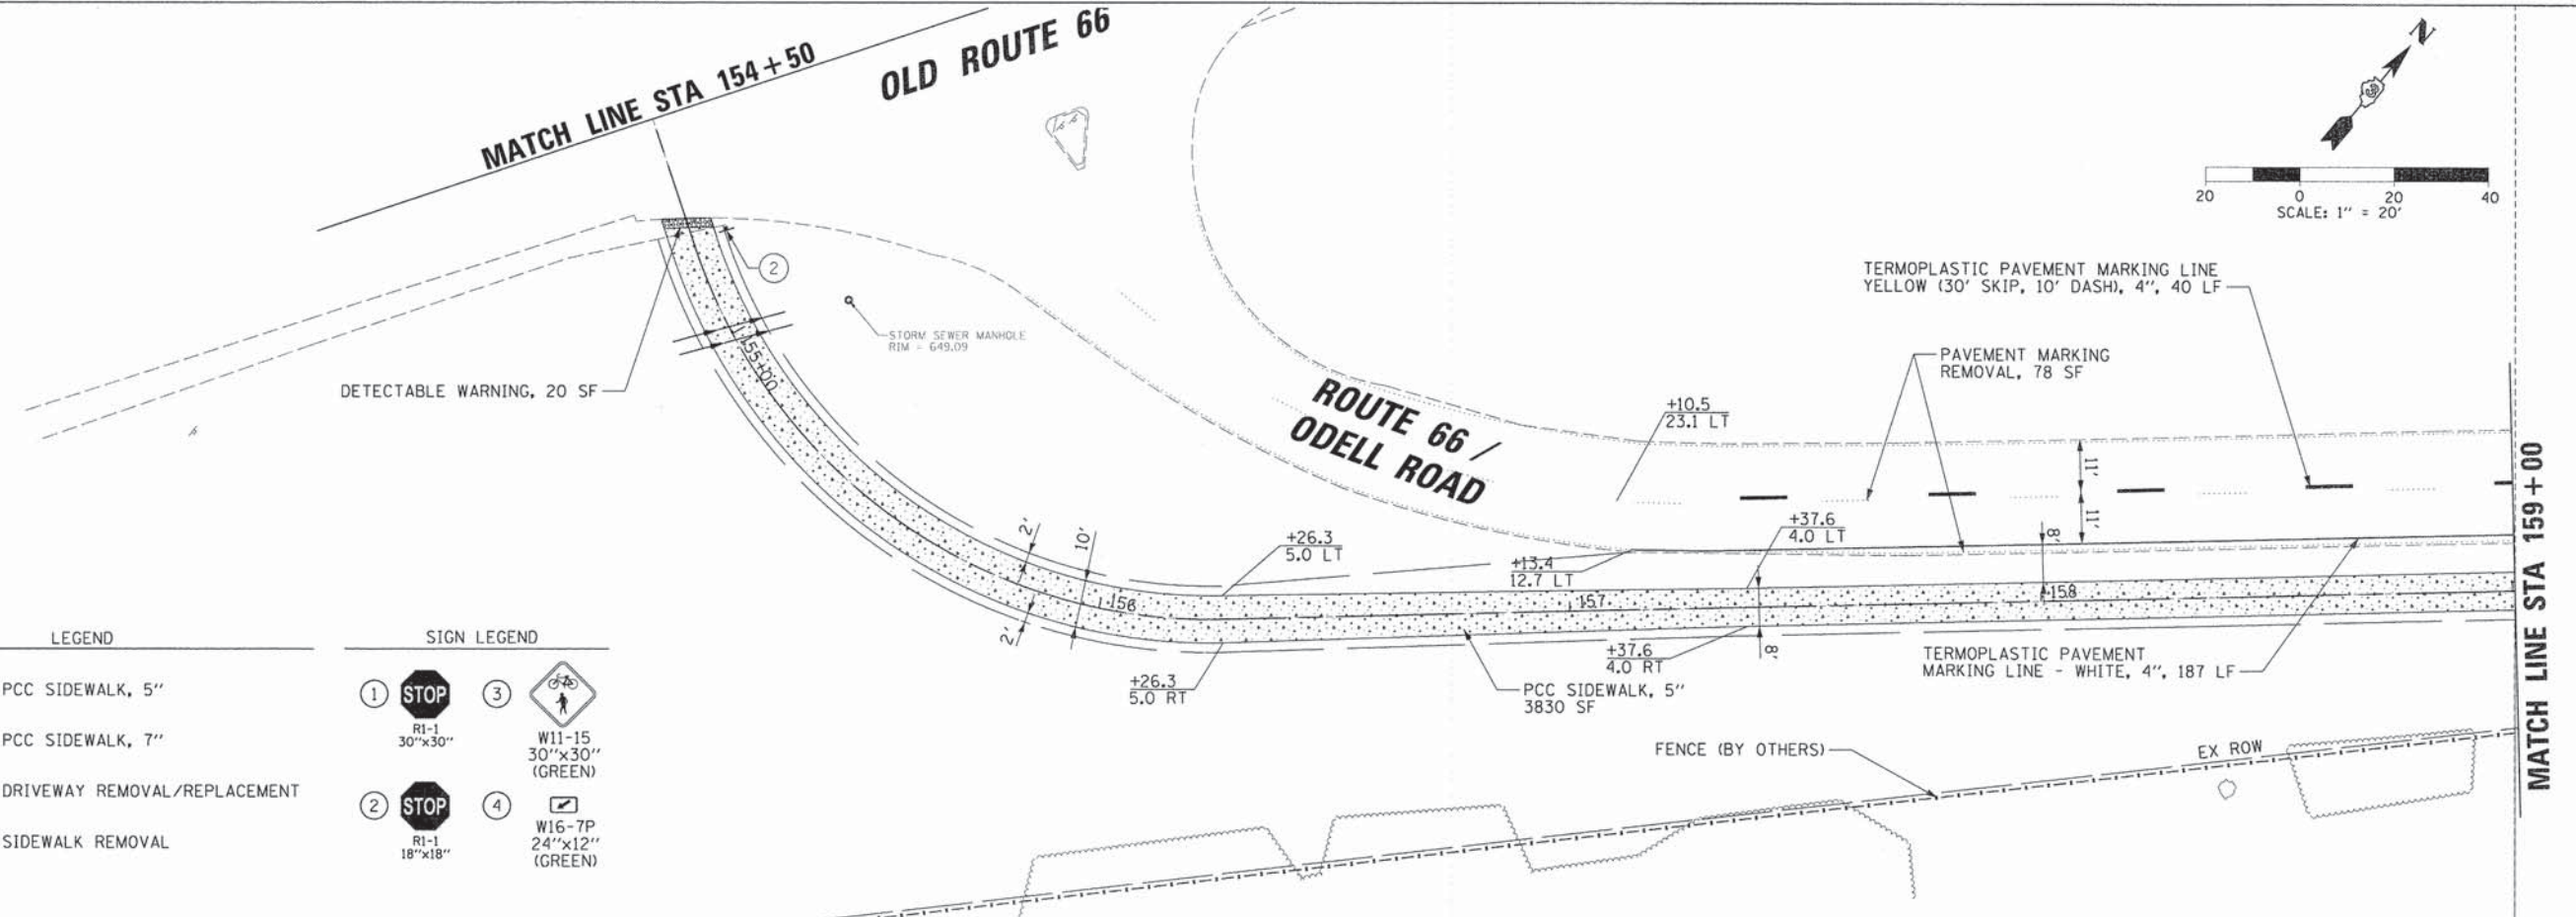 MATCH LINE STA 154+50
OLD ROUTE 66
N
20 0 20 40
SCALE: 1" = 20'
TERMOPLASTIC PAVEMENT MARKING LINE
YELLOW (30' SKIP, 10' DASH), 4", 40 LF
PAVEMENT MARKING
REMOVAL, 78 SF
2
STORM SEWER MANHOLE
RIM = 649.09
DETECTABLE WARNING, 20 SF
155+00
ROUTE 66 /
ODELL ROAD
+10.5
23.1 LT
11'
11'
8'
+37.6
4.0 LT
+26.3
5.0 LT
+13.4
12.7 LT
2'
10'
2'
156
157
158
+26.3
5.0 RT
+37.6
4.0 RT
8'
PCC SIDEWALK, 5"
3830 SF
TERMOPLASTIC PAVEMENT
MARKING LINE - WHITE, 4", 187 LF
MATCH LINE STA 159+00
FENCE (BY OTHERS)
EX ROW
LEGEND
PCC SIDEWALK, 5"
PCC SIDEWALK, 7"
DRIVEWAY REMOVAL/REPLACEMENT
SIDEWALK REMOVAL
SIGN LEGEND
1 STOP
R1-1
30"x30"
3
W11-15
30"x30"
(GREEN)
2 STOP
R1-1
18"x18"
4
W16-7P
24"x12"
(GREEN)